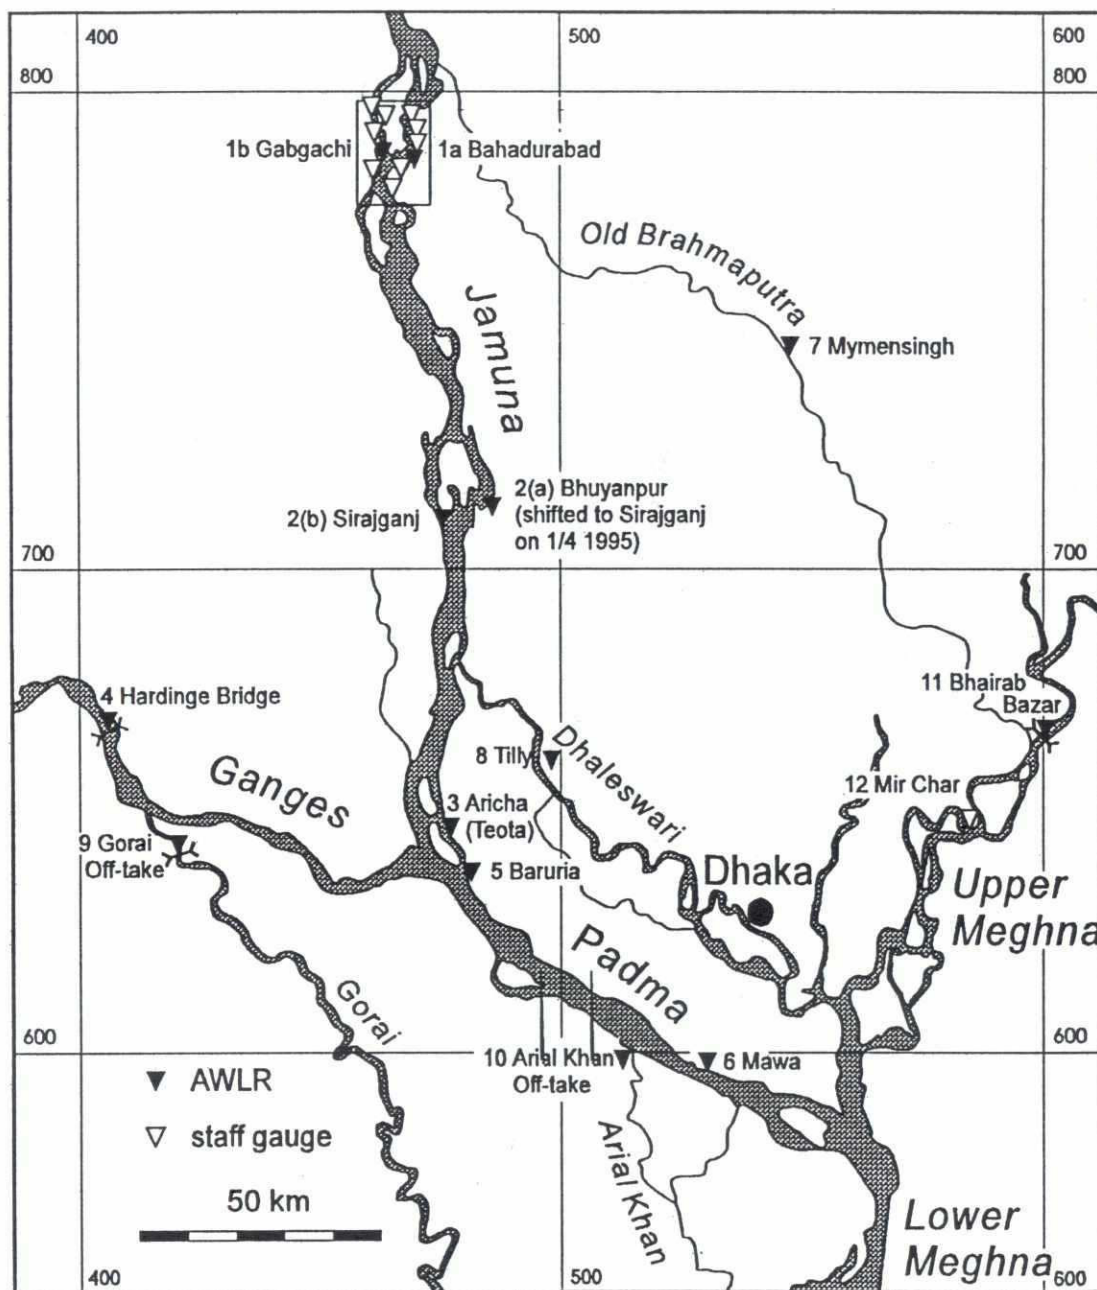 400
500
600
800
800
1b Gabgachi
1a Bahadurabad
Old Brahmaputra
Jamuna
7 Mymensingh
2(a) Bhuyanpur
(shifted to Sirajganj
on 1/4 1995)
2(b) Sirajganj
700
700
4 Hardinge Bridge
11 Bhairab
Bazar
Ganges
8 Tilly
Dhaleswari
12 Mir Char
3 Aricha
(Teota)
9 Gorai
Off-take
5 Baruria
Dhaka
Upper
Meghna
Padma
Gorai
600
600
10 Arial Khan
Off-take
6 Mawa
AWLR
staff gauge
50 km
Arial Khan
Lower
Meghna
400
500
600